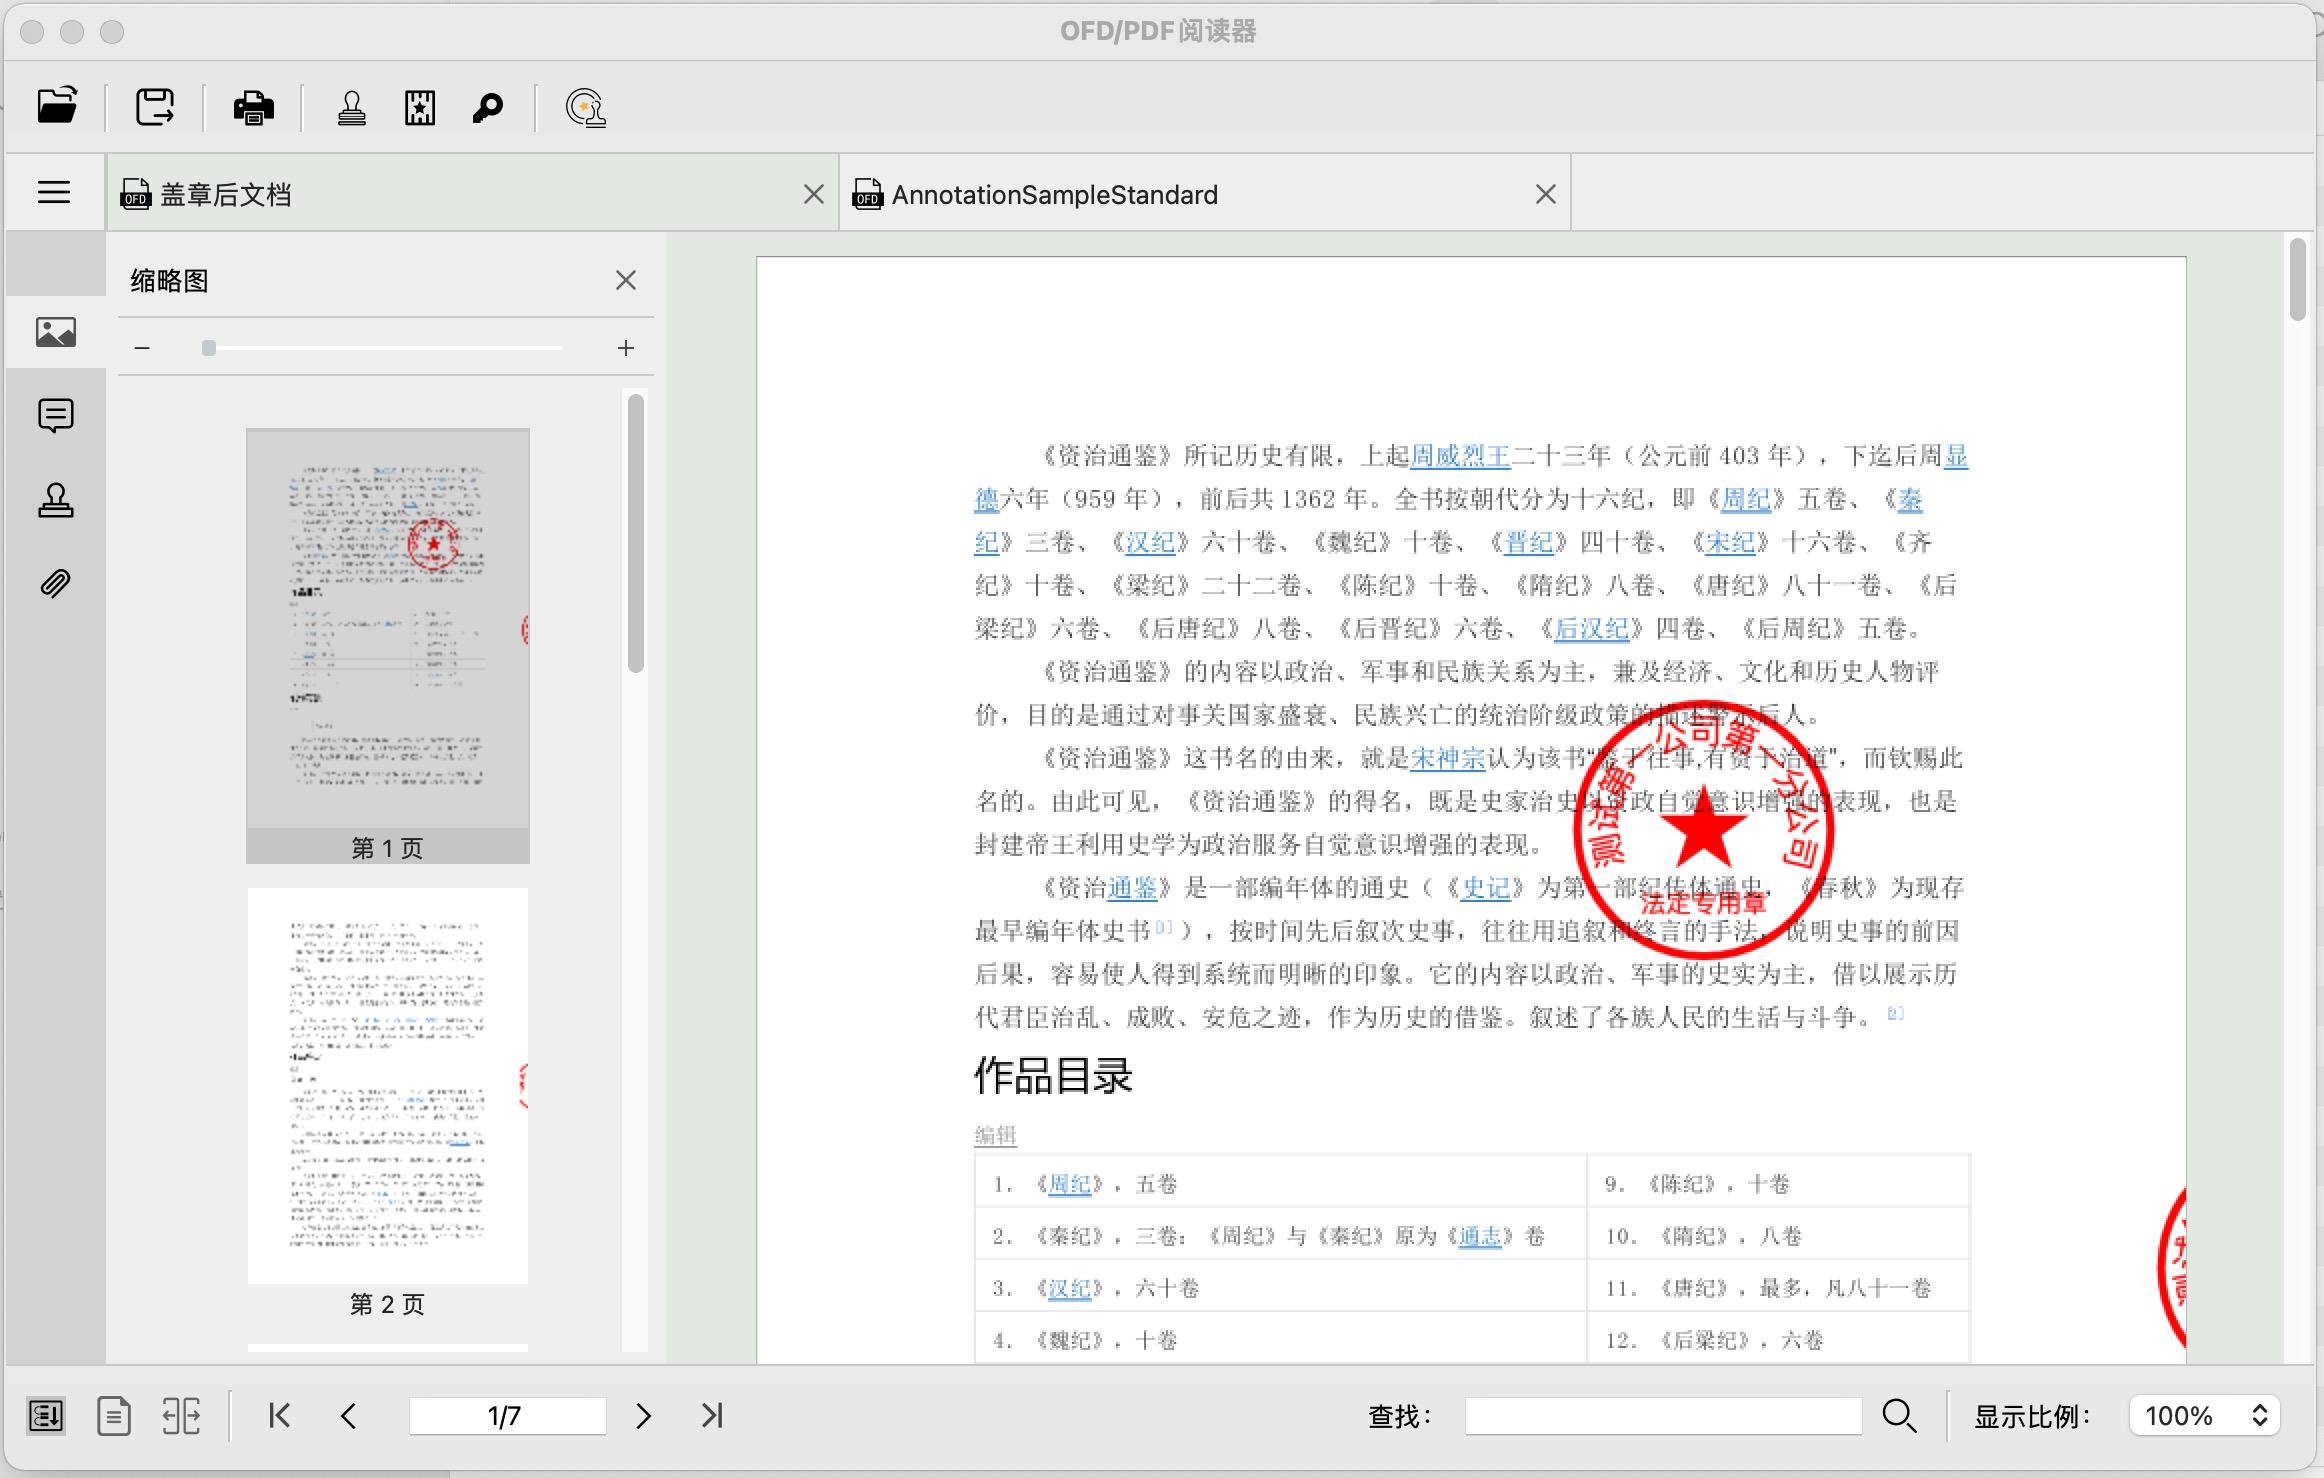 OFD/PDF阅读器
盖章后文档
AnnotationSampleStandard
缩略图
第 1 页
第 2 页
《资治通鉴》所记历史有限，上起周威烈王二十三年（公元前 403 年），下迄后周显
德六年（959 年），前后共 1362 年。全书按朝代分为十六纪，即《周纪》五卷、《秦
纪》三卷、《汉纪》六十卷、《魏纪》十卷、《晋纪》四十卷、《宋纪》十六卷、《齐
纪》十卷、《梁纪》二十二卷、《陈纪》十卷、《隋纪》八卷、《唐纪》八十一卷、《后
梁纪》六卷、《后唐纪》八卷、《后晋纪》六卷、《后汉纪》四卷、《后周纪》五卷。
《资治通鉴》的内容以政治、军事和民族关系为主，兼及经济、文化和历史人物评
价，目的是通过对事关国家盛衰、民族兴亡的统治阶级政策的描述警示后人。
《资治通鉴》这书名的由来，就是宋神宗认为该书“鉴于往事,有资于治道”，而钦赐此
名的。由此可见，《资治通鉴》的得名，既是史家治史以资政自觉意识增强的表现，也是
封建帝王利用史学为政治服务自觉意识增强的表现。
《资治通鉴》是一部编年体的通史（《史记》为第一部纪传体通史，《春秋》为现存
最早编年体史书[1]），按时间先后叙次史事，往往用追叙和终言的手法，说明史事的前因
后果，容易使人得到系统而明晰的印象。它的内容以政治、军事的史实为主，借以展示历
代君臣治乱、成败、安危之迹，作为历史的借鉴。叙述了各族人民的生活与斗争。[2]
测试第一公司第一分公司
法定专用章
作品目录
编辑
1. 《周纪》，五卷
9. 《陈纪》，十卷
2. 《秦纪》，三卷：《周纪》与《秦纪》原为《通志》卷
10. 《隋纪》，八卷
3. 《汉纪》，六十卷
11. 《唐纪》，最多，凡八十一卷
4. 《魏纪》，十卷
12. 《后梁纪》，六卷
1/7
查找：
显示比例：
100%